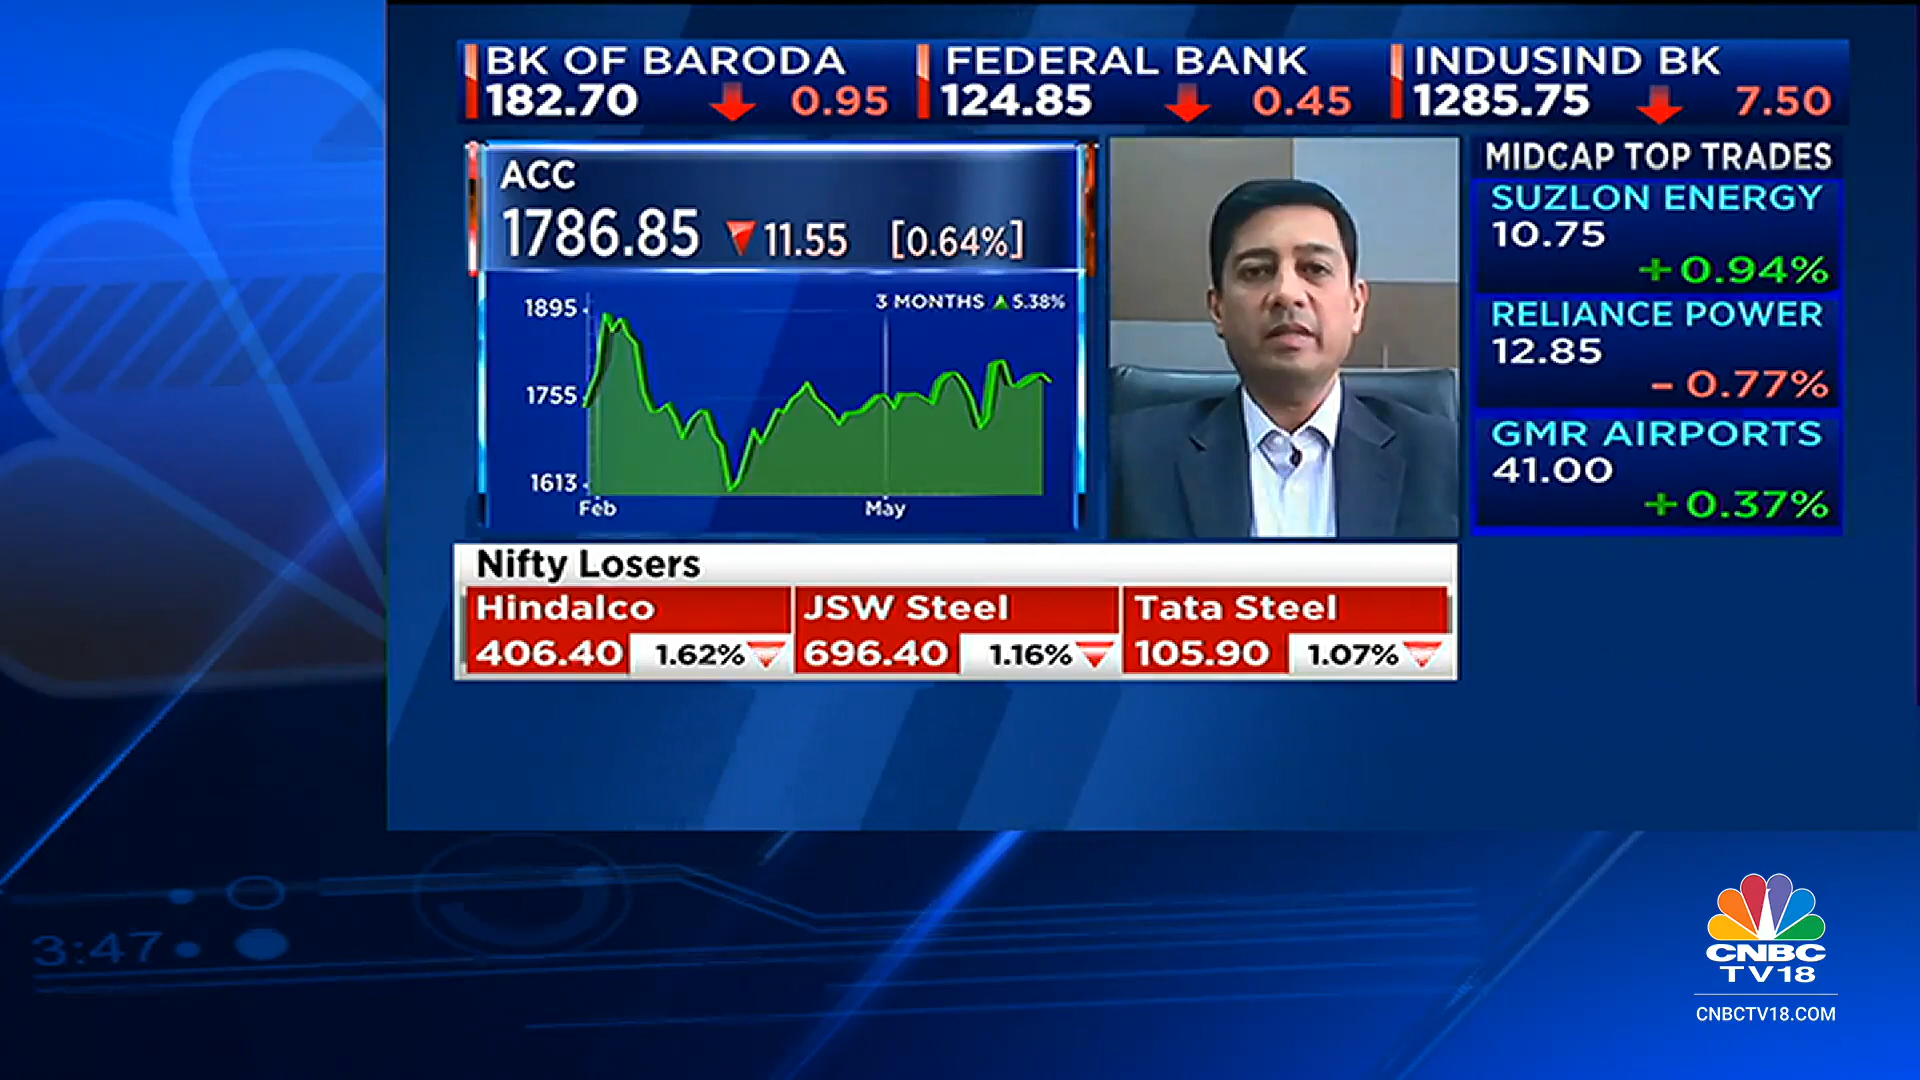 BK OF BARODA
182.70 0.95
FEDERAL BANK
124.85 0.45
INDUSIND BK
1285.75 7.50
ACC
1786.85 11.55 [0.64%]
3 MONTHS 5.38%
1895
1755
1613
Feb May
MIDCAP TOP TRADES
SUZLON ENERGY
10.75
+0.94%
RELIANCE POWER
12.85
-0.77%
GMR AIRPORTS
41.00
+0.37%
Nifty Losers
Hindalco
406.40 1.62%
JSW Steel
696.40 1.16%
Tata Steel
105.90 1.07%
3:47
CNBC
TV18
CNBCTV18.COM